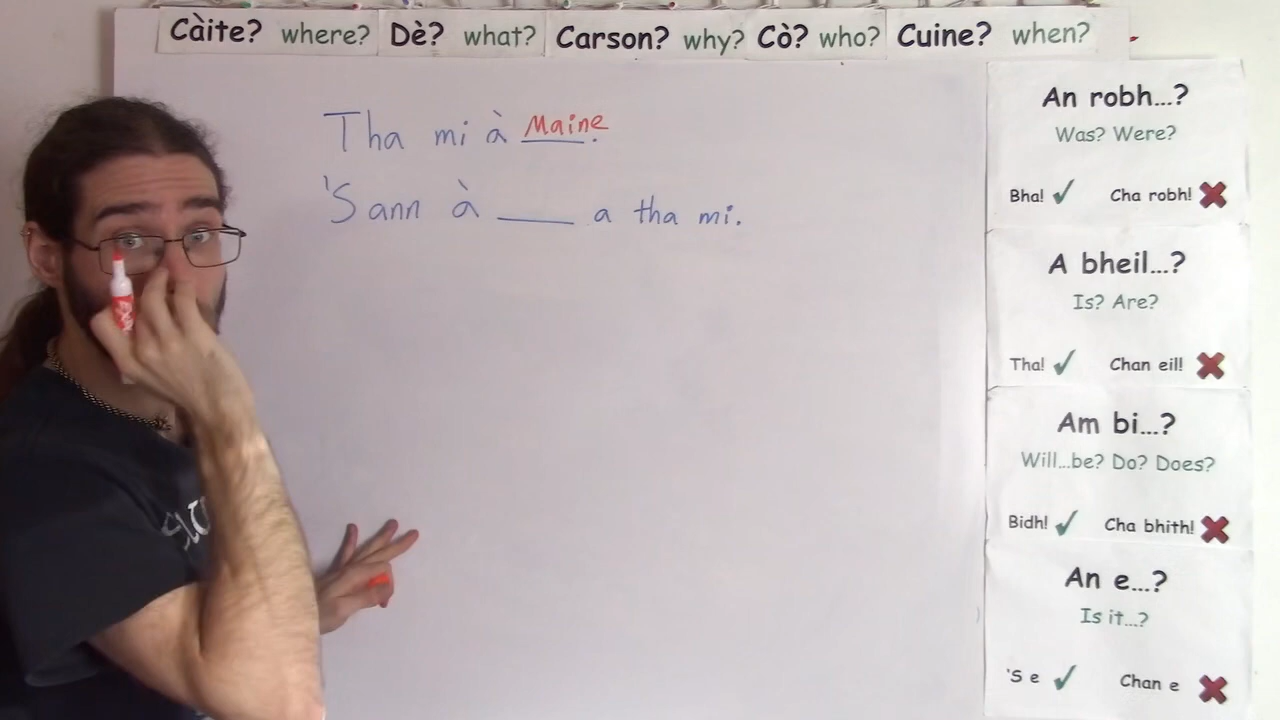 Càite? where? Dè? what? Carson? why? Cò? who? Cuine? when?
Tha mi à Maine.
'S ann à ____ a tha mi.
An robh...?
Was? Were?
Bha! ✓ Cha robh! ✗
A bheil...?
Is? Are?
Tha! ✓ Chan eil! ✗
Am bi...?
Will...be? Do? Does?
Bidh! ✓ Cha bhith! ✗
An e...?
Is it...?
'S e ✓ Chan e ✗